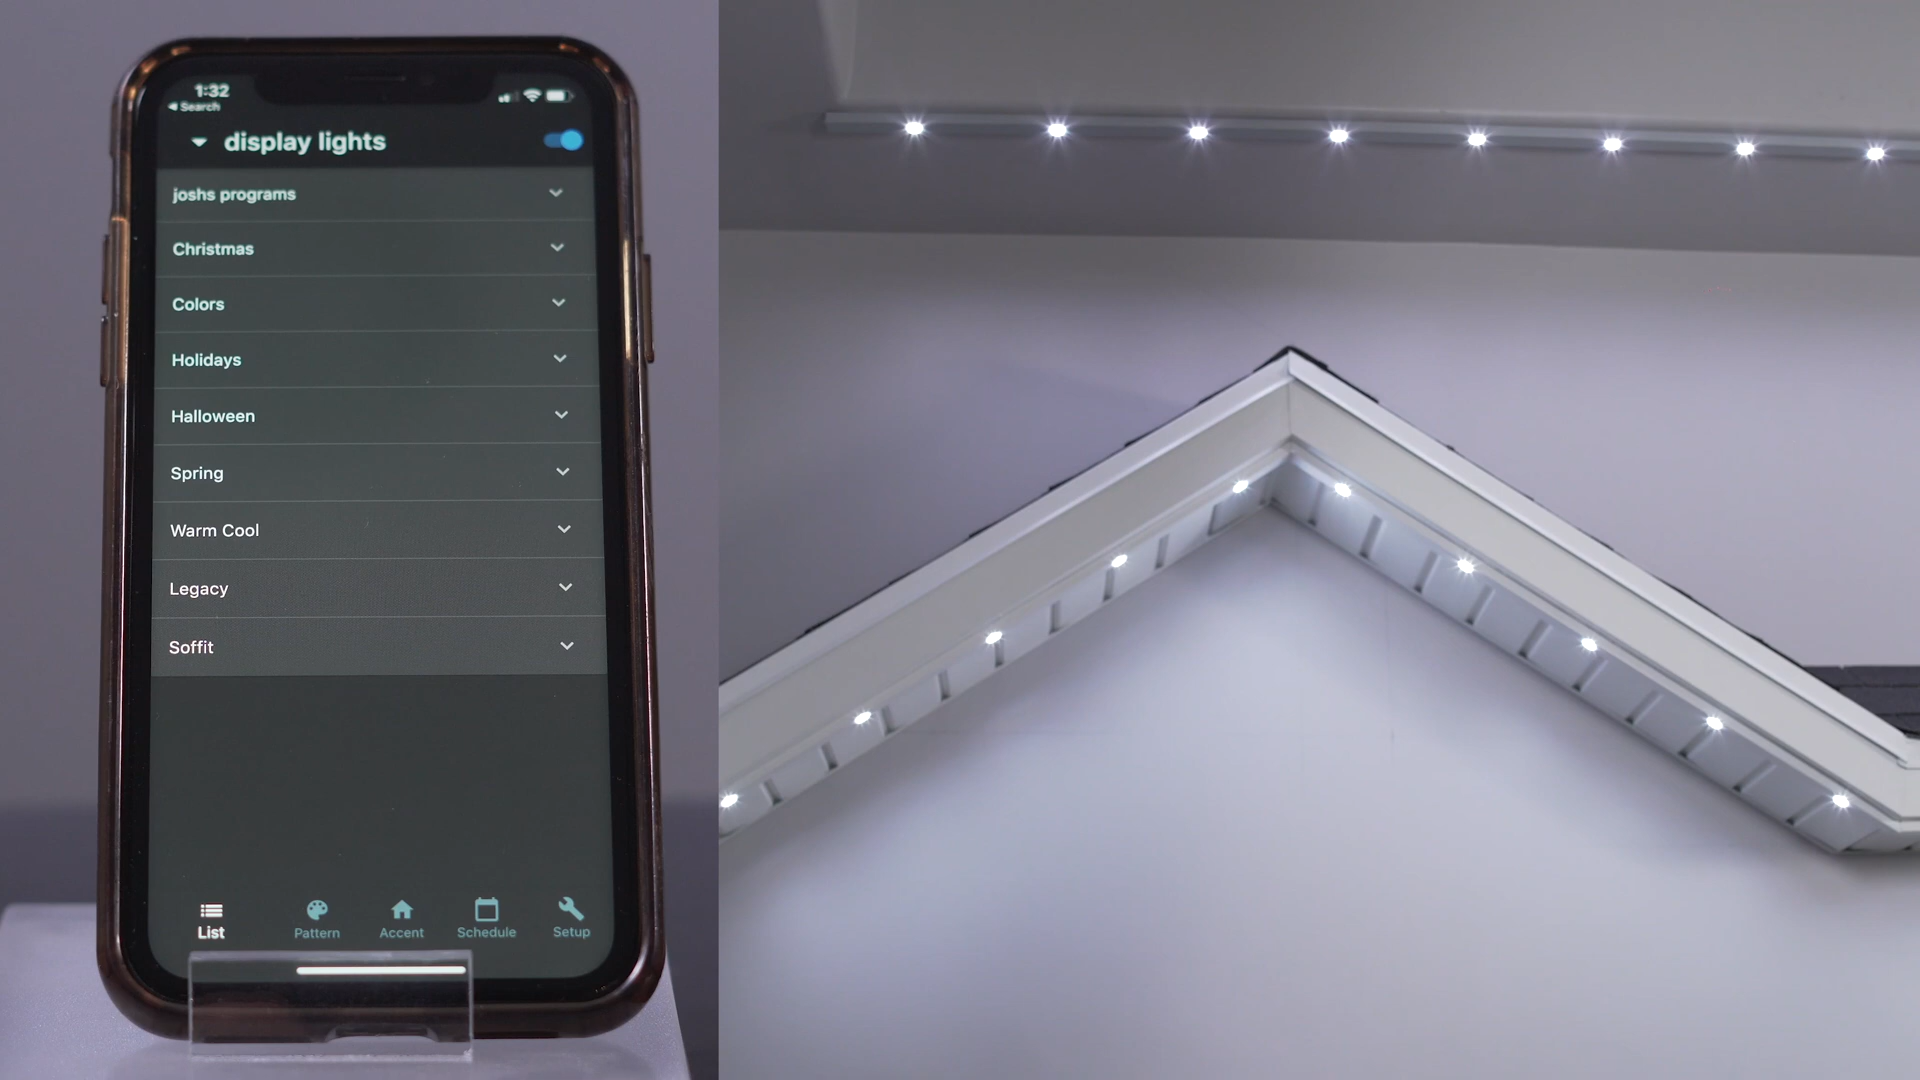 1:32
Search
display lights
joshs programs
Christmas
Colors
Holidays
Halloween
Spring
Warm Cool
Legacy
Soffit
List
Pattern
Accent
Schedule
Setup